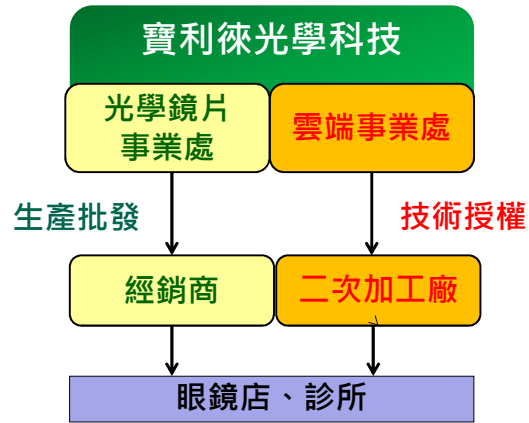 寶利徠光學科技
光學鏡片
事業處
雲端事業處
生產批發
技術授權
經銷商
二次加工廠
眼鏡店、診所